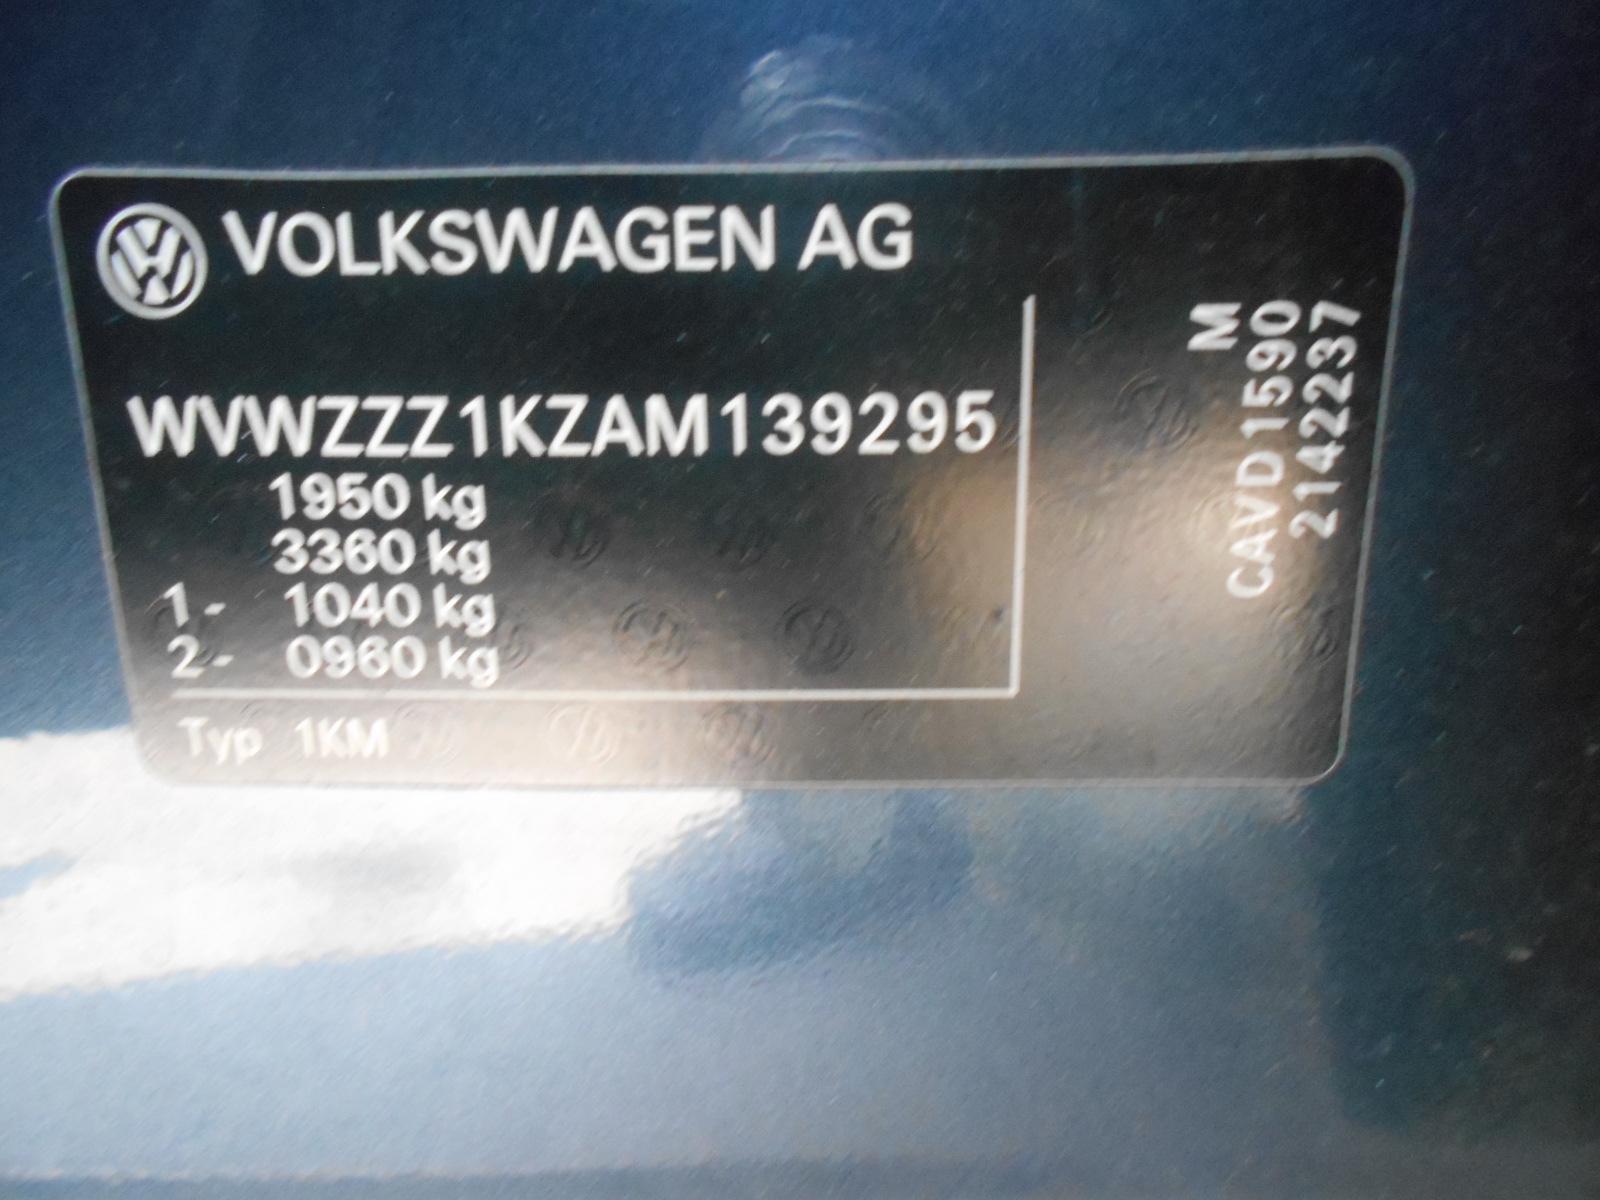 VOLKSWAGEN AG
WVWZZZ1KZAM139295
1950 kg
3360 kg
1- 1040 kg
2- 0960 kg
Typ 1KM
M
CAVD1590
2142237